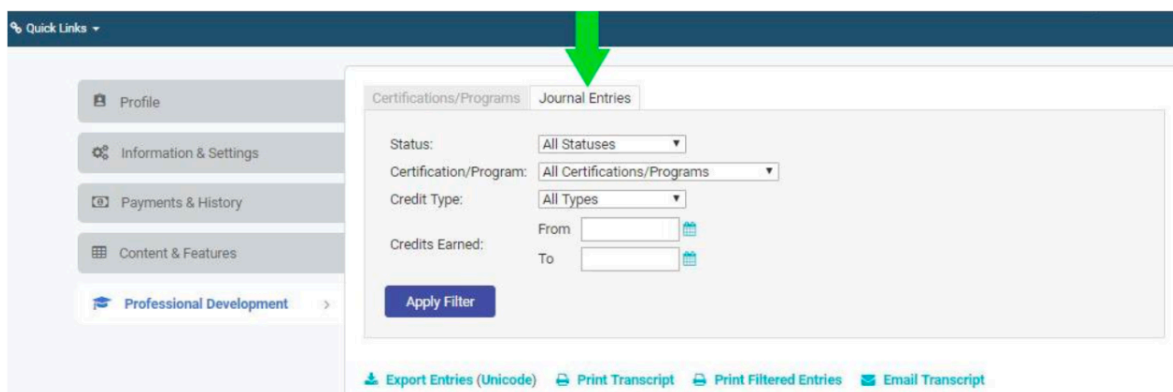 Quick Links
Profile
Information & Settings
Payments & History
Content & Features
Professional Development
Certifications/Programs Journal Entries
Status: All Statuses
Certification/Program: All Certifications/Programs
Credit Type: All Types
Credits Earned: From
To
Apply Filter
Export Entries (Unicode) Print Transcript Print Filtered Entries Email Transcript